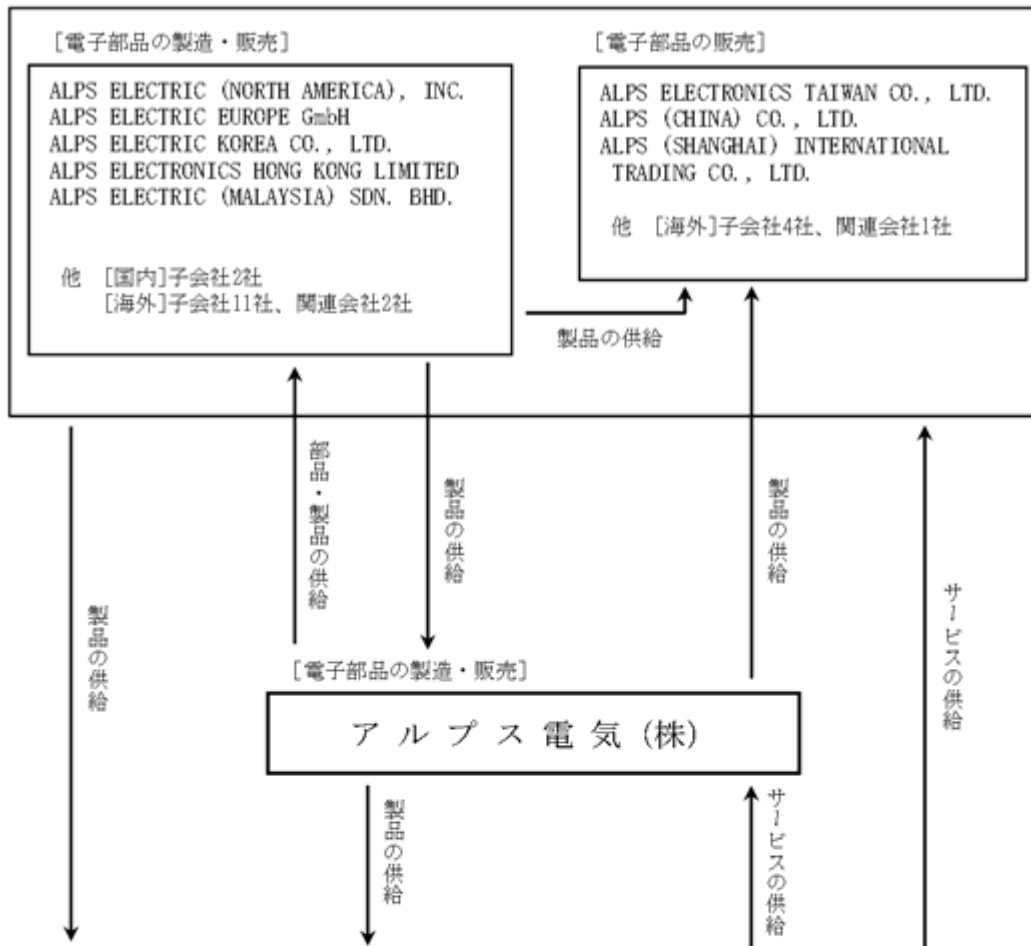 [電子部品の製造・販売]
ALPS ELECTRIC (NORTH AMERICA), INC.
ALPS ELECTRIC EUROPE GmbH
ALPS ELECTRIC KOREA CO., LTD.
ALPS ELECTRONICS HONG KONG LIMITED
ALPS ELECTRIC (MALAYSIA) SDN. BHD.
他 [国内]子会社2社
[海外]子会社11社、関連会社2社
[電子部品の販売]
ALPS ELECTRONICS TAIWAN CO., LTD.
ALPS (CHINA) CO., LTD.
ALPS (SHANGHAI) INTERNATIONAL
TRADING CO., LTD.
他 [海外]子会社4社、関連会社1社
製品の供給
製品の供給
部品・製品の供給
製品の供給
製品の供給
サービスの供給
[電子部品の製造・販売]
アルプス電気(株)
製品の供給
サービスの供給